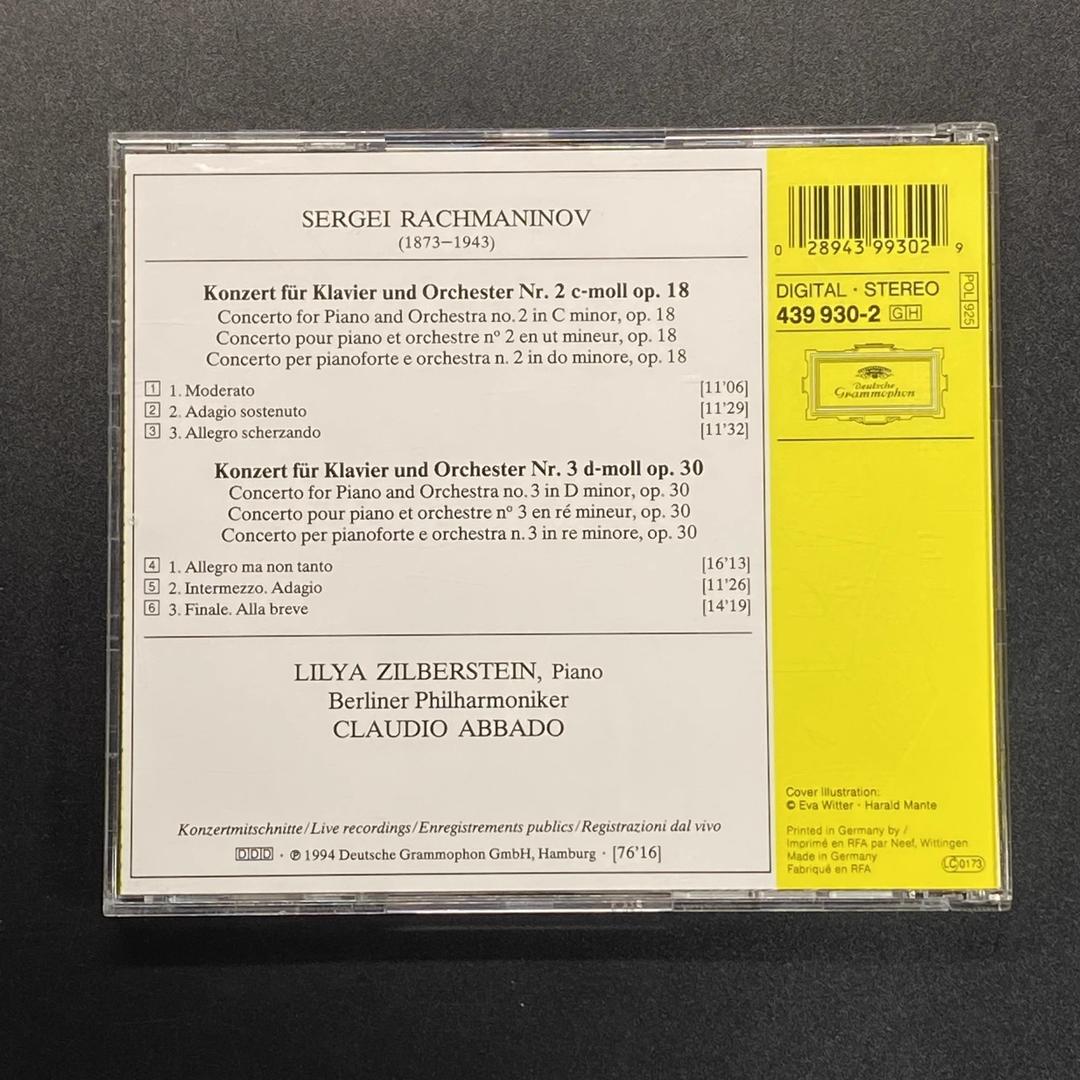 SERGEI RACHMANINOV
(1873–1943)
Konzert für Klavier und Orchester Nr. 2 c-moll op. 18
Concerto for Piano and Orchestra no. 2 in C minor, op. 18
Concerto pour piano et orchestre nº 2 en ut mineur, op. 18
Concerto per pianoforte e orchestra n. 2 in do minore, op. 18
1 1. Moderato [11'06]
2 2. Adagio sostenuto [11'29]
3 3. Allegro scherzando [11'32]
Konzert für Klavier und Orchester Nr. 3 d-moll op. 30
Concerto for Piano and Orchestra no. 3 in D minor, op. 30
Concerto pour piano et orchestre nº 3 en ré mineur, op. 30
Concerto per pianoforte e orchestra n. 3 in re minore, op. 30
4 1. Allegro ma non tanto [16'13]
5 2. Intermezzo. Adagio [11'26]
6 3. Finale. Alla breve [14'19]
LILYA ZILBERSTEIN, Piano
Berliner Philharmoniker
CLAUDIO ABBADO
Konzertmitschnitte/Live recordings/Enregistrements publics/Registrazioni dal vivo
DDD · ℗ 1994 Deutsche Grammophon GmbH, Hamburg · [76'16]
0 28943 99302 9
DIGITAL · STEREO
439 930-2 GH
POL 925
Deutsche
Grammophon
Cover Illustration:
© Eva Witter · Harald Mante
Printed in Germany by /
Imprimé en RFA par Neef, Wittingen
Made in Germany
Fabriqué en RFA
LC 0173